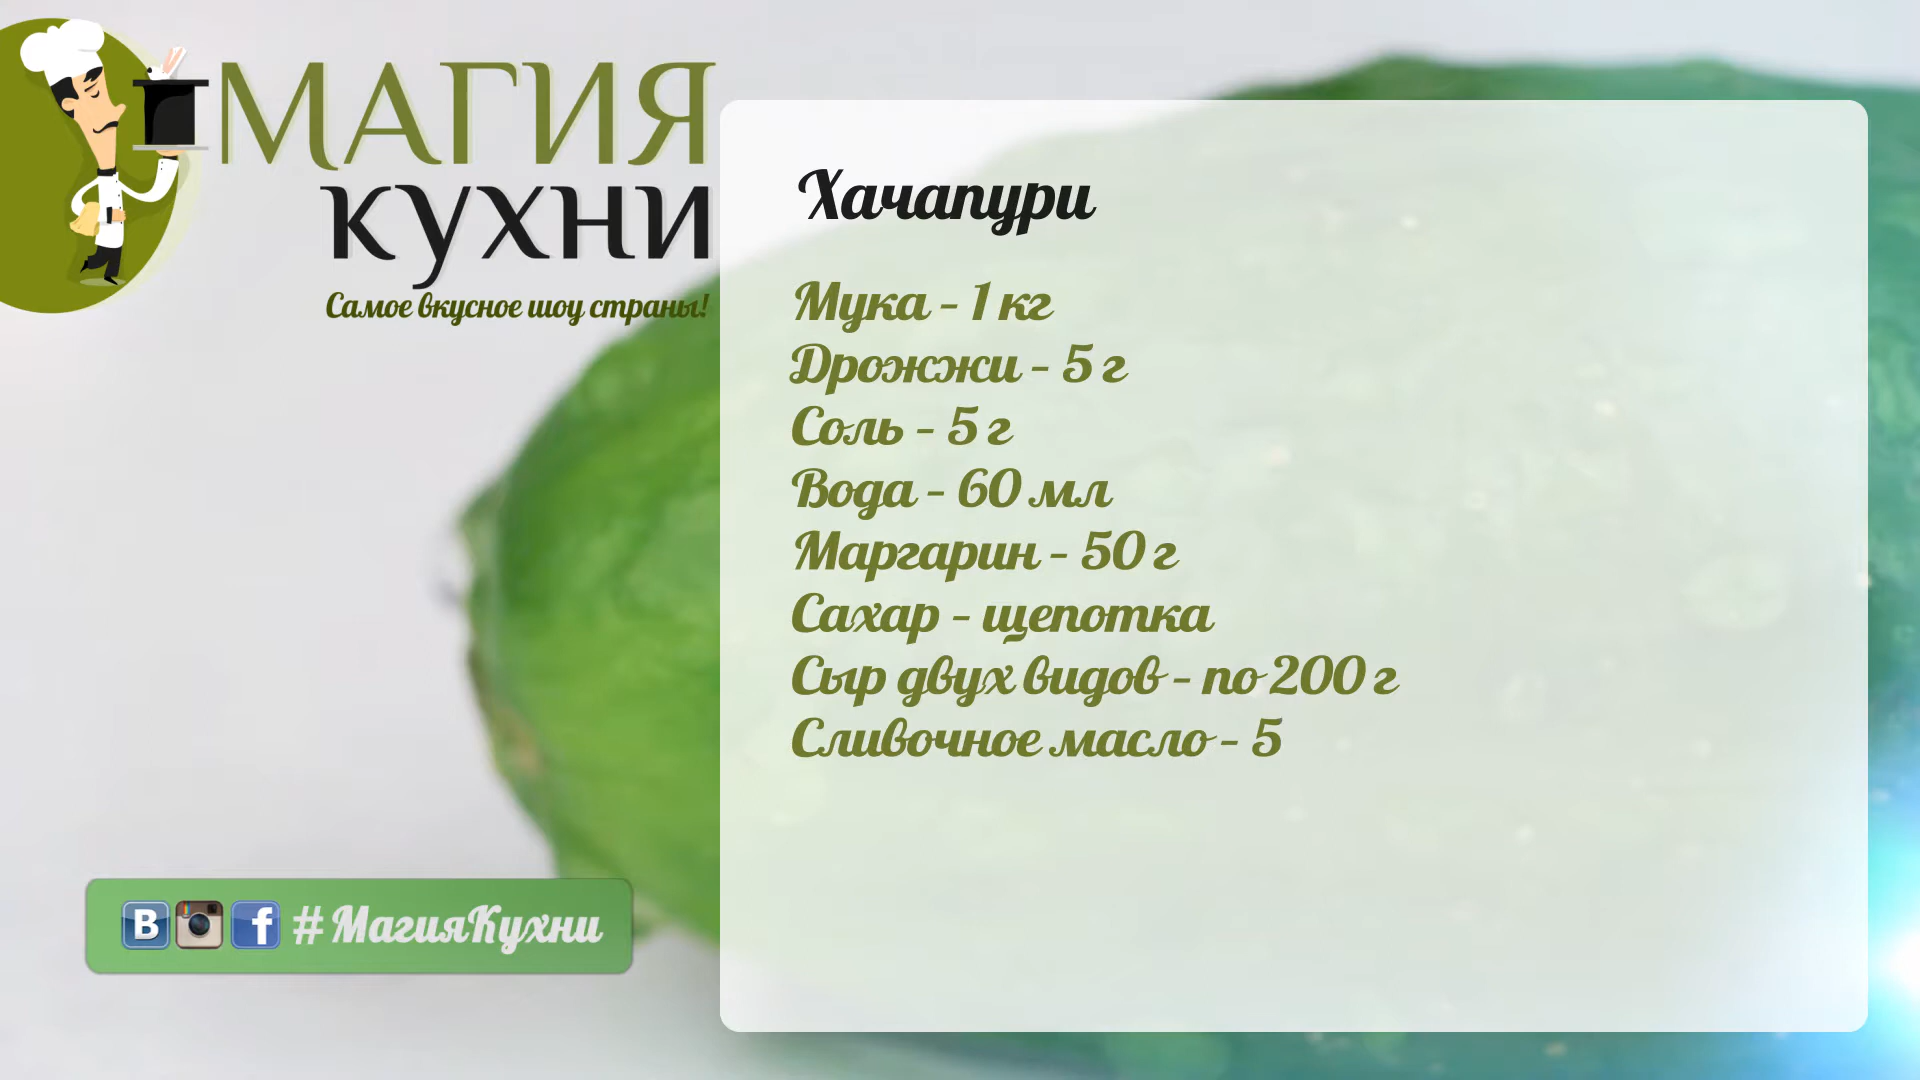 МАГИЯ
кухни
Самое вкусное шоу страны!
Хачапури
Мука – 1 кг
Дрожжи – 5 г
Соль – 5 г
Вода – 60 мл
Маргарин – 50 г
Сахар – щепотка
Сыр двух видов – по 200 г
Сливочное масло – 5
В f #МагияКухни